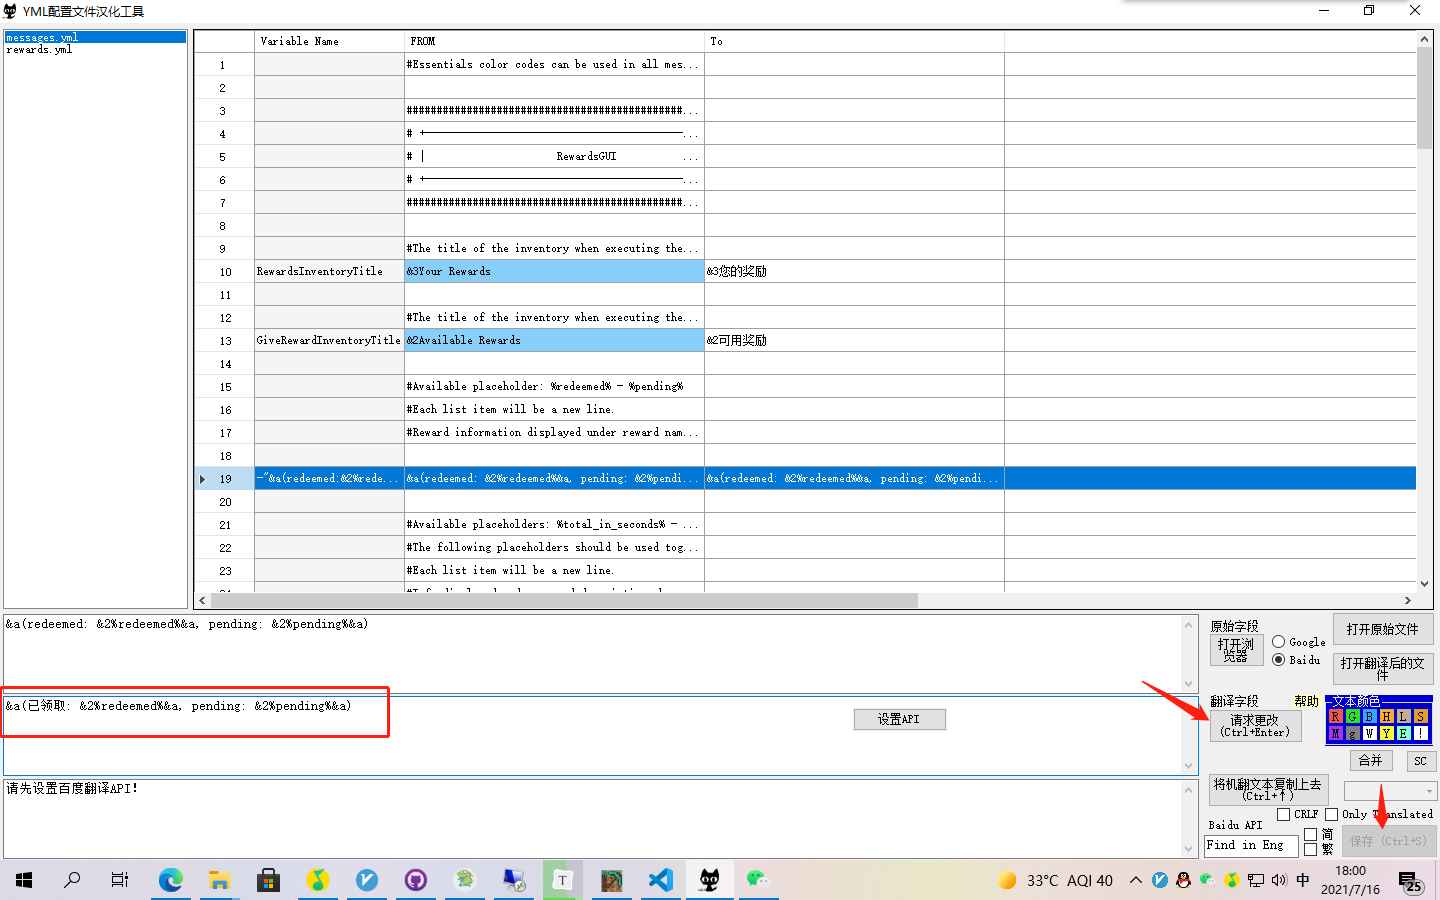 YML配置文件汉化工具
messages.yml
rewards.yml
Variable Name FROM To
1 #Essentials color codes can be used in all mes...
2
3 ##############################################...
4 # +───────────────────────────────────────────...
5 # | RewardsGUI ...
6 # +───────────────────────────────────────────...
7 ##############################################...
8
9 #The title of the inventory when executing the...
10 RewardsInventoryTitle &3Your Rewards &3您的奖励
11
12 #The title of the inventory when executing the...
13 GiveRewardInventoryTitle &2Available Rewards &2可用奖励
14
15 #Available placeholder: %redeemed% - %pending%
16 #Each list item will be a new line.
17 #Reward information displayed under reward nam...
18
19 -"&a(redeemed:&2%rede... &a(redeemed: &2%redeemed%&a, pending: &2%pendi... &a(redeemed: &2%redeemed%&a, pending: &2%pendi...
20
21 #Available placeholders: %total_in_seconds% - ...
22 #The following placeholders should be used tog...
23 #Each list item will be a new line.
&a(redeemed: &2%redeemed%&a, pending: &2%pending%&a)
原始字段
打开浏
览器
Google
Baidu
打开原始文件
打开翻译后的文
件
&a(已领取: &2%redeemed%&a, pending: &2%pending%&a)
设置API
翻译字段 帮助
请求更改
(Ctrl+Enter)
文本颜色
R G B H L S
M g W Y E !
合并 SC
请先设置百度翻译API!
将机翻文本复制上去
(Ctrl+↑)
CRLF Only Translated
Baidu API
Find in Eng
简
繁
保存 (Ctrl+S)
33°C AQI 40
中
18:00
2021/7/16
25